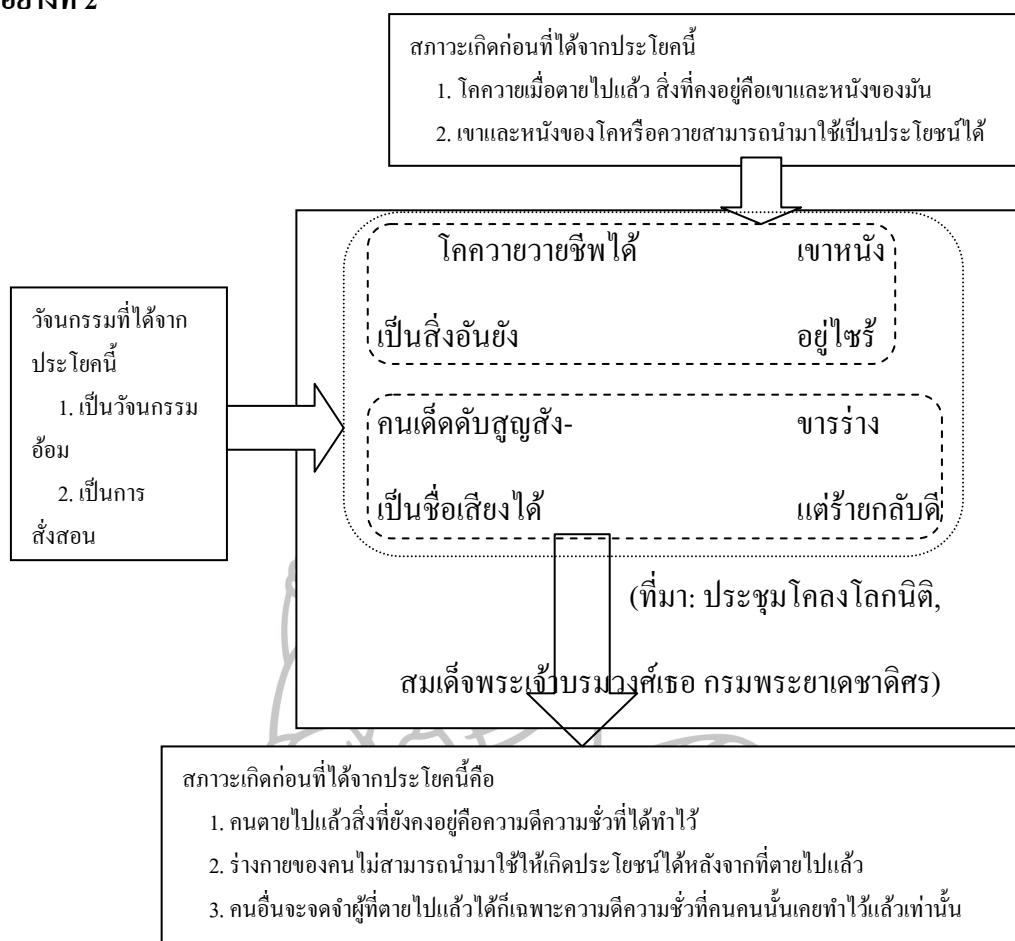 อย่างที่ 2
สภาวะเกิดก่อนที่ได้จากประโยคนี้
1. โคควายเมื่อตายไปแล้ว สิ่งที่คงอยู่คือเขาและหนังของมัน
2. เขาและหนังของโคหรือควายสามารถนำมาใช้เป็นประโยชน์ได้
โคควายวายชีพได้ เขาหนัง
เป็นสิ่งอันยัง อยู่ไซร้
คนเด็ดดับสูญสัง- ขารร่าง
เป็นชื่อเสียงได้ แต่ร้ายกลับดี
(ที่มา: ประชุมโคลงโลกนิติ,
สมเด็จพระเจ้าบรมวงศ์เธอ กรมพระยาเดชาดิศร)
วัจนกรรมที่ได้จาก
ประโยคนี้
1. เป็นวัจนกรรม
อ้อม
2. เป็นการ
สั่งสอน
สภาวะเกิดก่อนที่ได้จากประโยคนี้คือ
1. คนตายไปแล้วสิ่งที่ยังคงอยู่คือความดีความชั่วที่ได้ทำไว้
2. ร่างกายของคนไม่สามารถนำมาใช้ให้เกิดประโยชน์ได้หลังจากที่ตายไปแล้ว
3. คนอื่นจะจดจำผู้ที่ตายไปแล้วได้ก็เฉพาะความดีความชั่วที่คนคนนั้นเคยทำไว้แล้วเท่านั้น